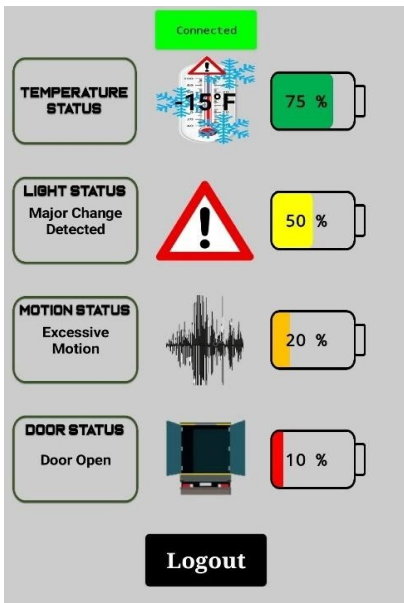 Connected
TEMPERATURE
STATUS
-15°F
75 %
LIGHT STATUS
Major Change
Detected
!
50 %
MOTION STATUS
Excessive
Motion
20 %
DOOR STATUS
Door Open
10 %
Logout